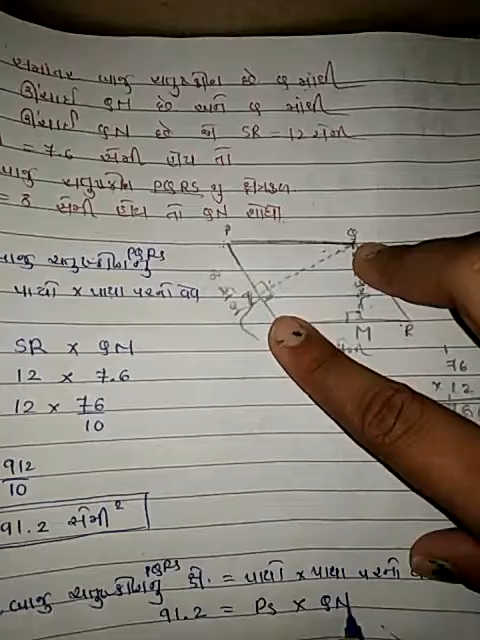 સમાંતર બાજુ ચતુષ્કોણ છે Q માંથી
ઊંચાઈ QM છે અને Q માંથી
ઊંચાઈ QN છે જો SR = 12 સેમી
= 7.6 સેમી હોય તો
બાજુ ચતુષ્કોણ PQRS નું ક્ષેત્રફળ
= 8 સેમી હોય તો QN શોધો
P
Q
M
R
બાજુ ચતુષ્કોણનું PQRS
પાયો × પાયા પરનો વેધ
SR × QM
12 × 7.6
12 × 76
10
76
× 12
912
10
91.2 સેમી²
બાજુ ચતુષ્કોણનું PQRS ક્ષે. = પાયો × પાયા પરનો
91.2 = PS × QN